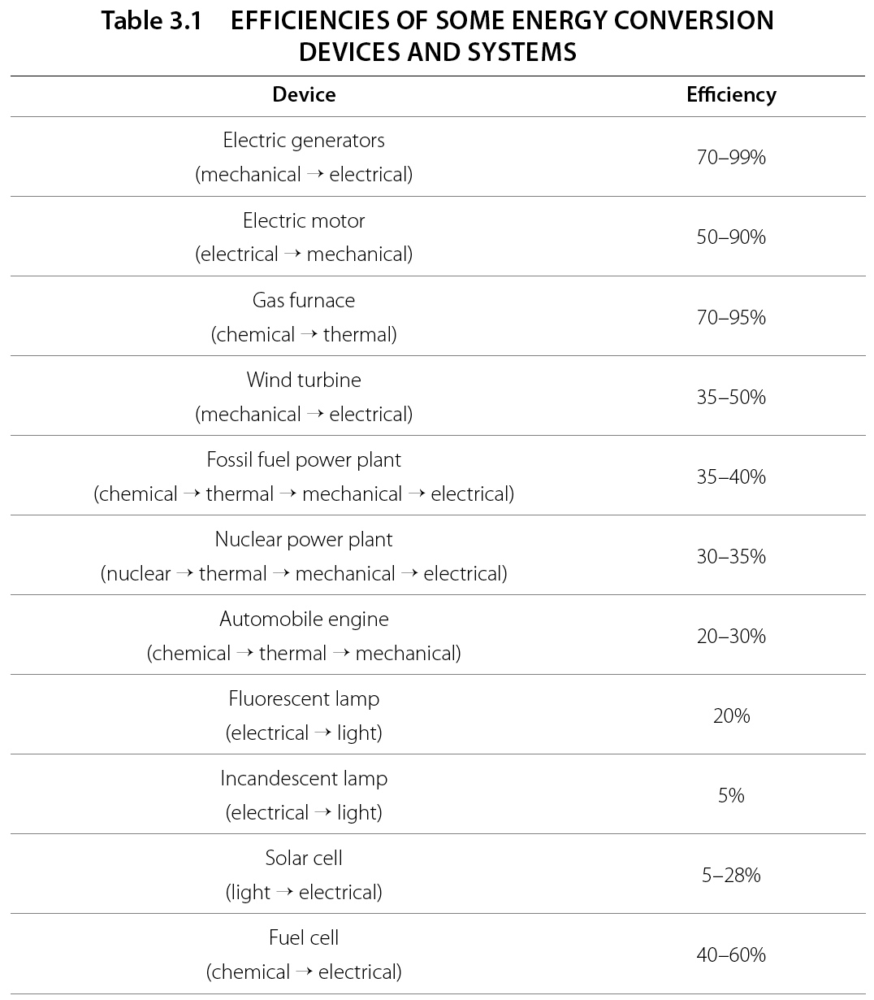 Table 3.1 EFFICIENCIES OF SOME ENERGY CONVERSION
DEVICES AND SYSTEMS
Device Efficiency
Electric generators
(mechanical → electrical)
70–99%
Electric motor
(electrical → mechanical)
50–90%
Gas furnace
(chemical → thermal)
70–95%
Wind turbine
(mechanical → electrical)
35–50%
Fossil fuel power plant
(chemical → thermal → mechanical → electrical)
35–40%
Nuclear power plant
(nuclear → thermal → mechanical → electrical)
30–35%
Automobile engine
(chemical → thermal → mechanical)
20–30%
Fluorescent lamp
(electrical → light)
20%
Incandescent lamp
(electrical → light)
5%
Solar cell
(light → electrical)
5–28%
Fuel cell
(chemical → electrical)
40–60%